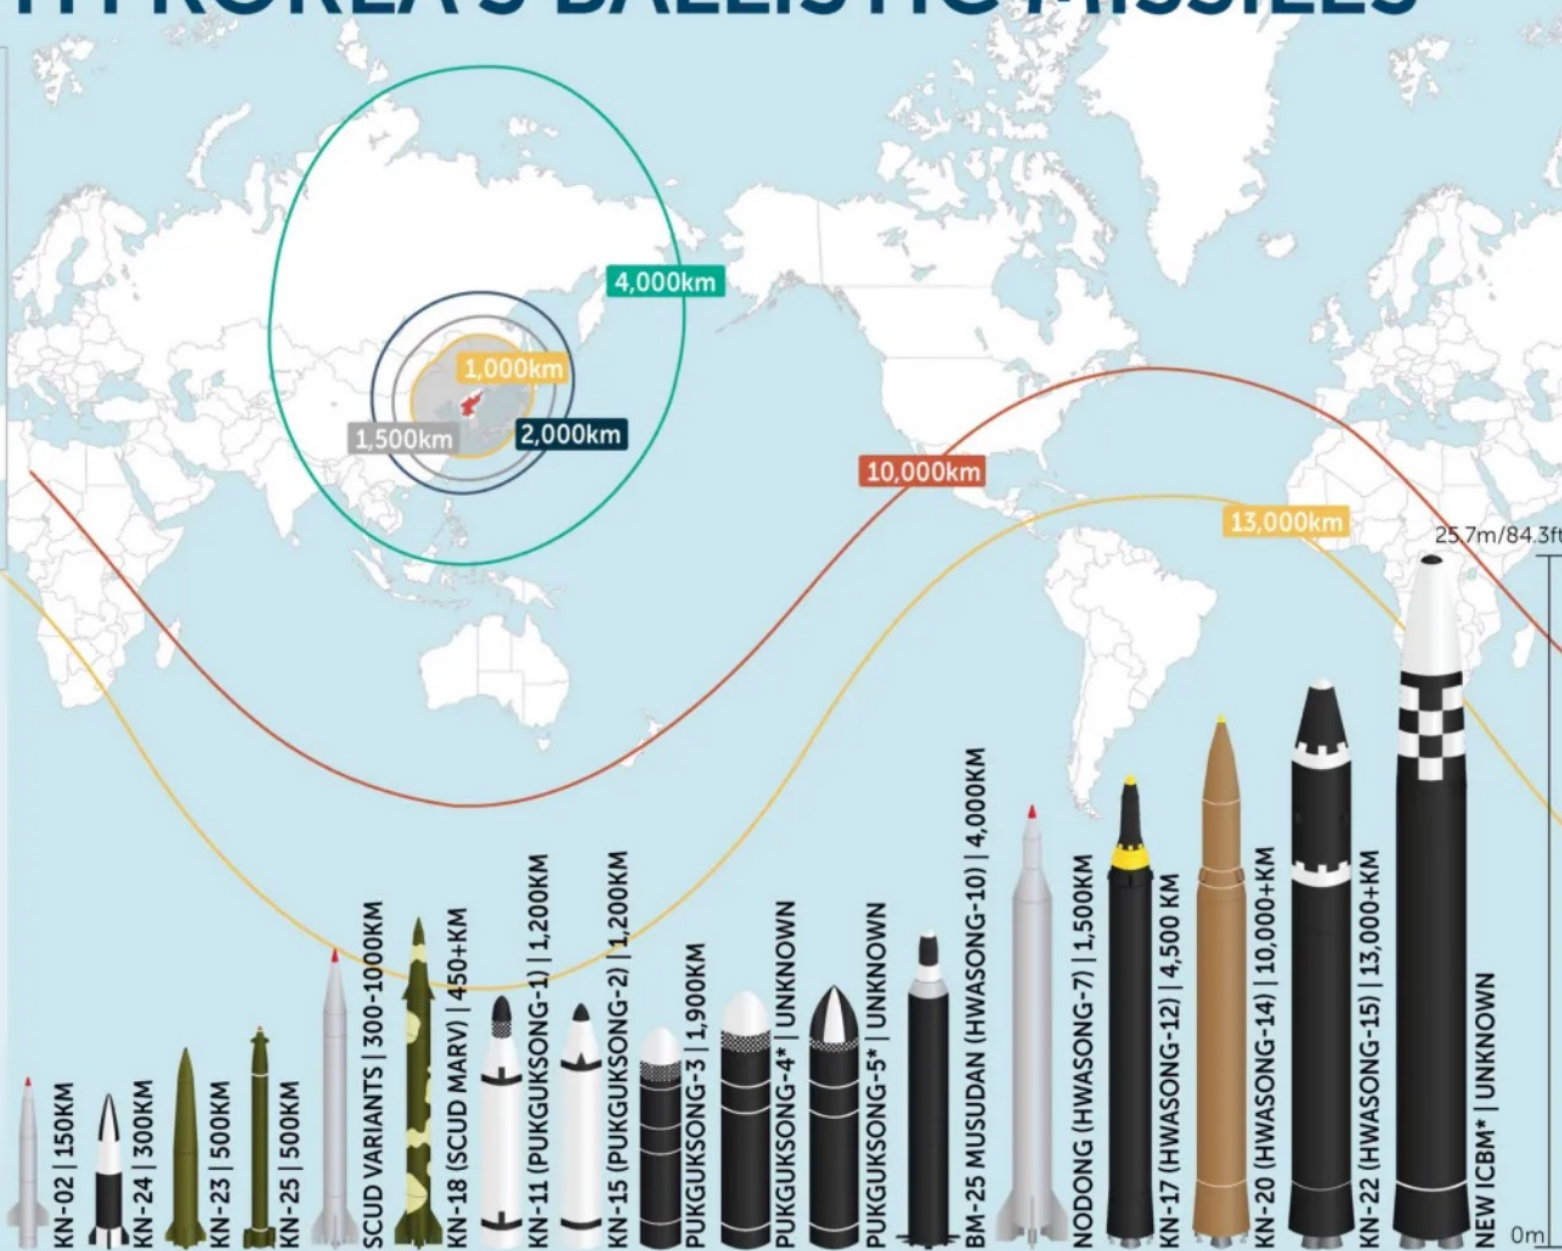 KOREA'S BALLISTIC MISSILES
4,000km
1,000km
1,500km
2,000km
10,000km
13,000km
25.7m/84.3ft
KN-02 | 150KM
KN-24 | 300KM
KN-23 | 500KM
KN-25 | 500KM
SCUD VARIANTS | 300-1000KM
KN-18 (SCUD MARV) | 450+KM
KN-11 (PUKGUKSONG-1) | 1,200KM
KN-15 (PUKGUKSONG-2) | 1,200KM
PUKGUKSONG-3 | 1,900KM
PUKGUKSONG-4* | UNKNOWN
PUKGUKSONG-5* | UNKNOWN
BM-25 MUSUDAN (HWASONG-10) | 4,000KM
NODONG (HWASONG-7) | 1,500KM
KN-17 (HWASONG-12) | 4,500 KM
KN-20 (HWASONG-14) | 10,000+KM
KN-22 (HWASONG-15) | 13,000+KM
NEW ICBM* | UNKNOWN
0m